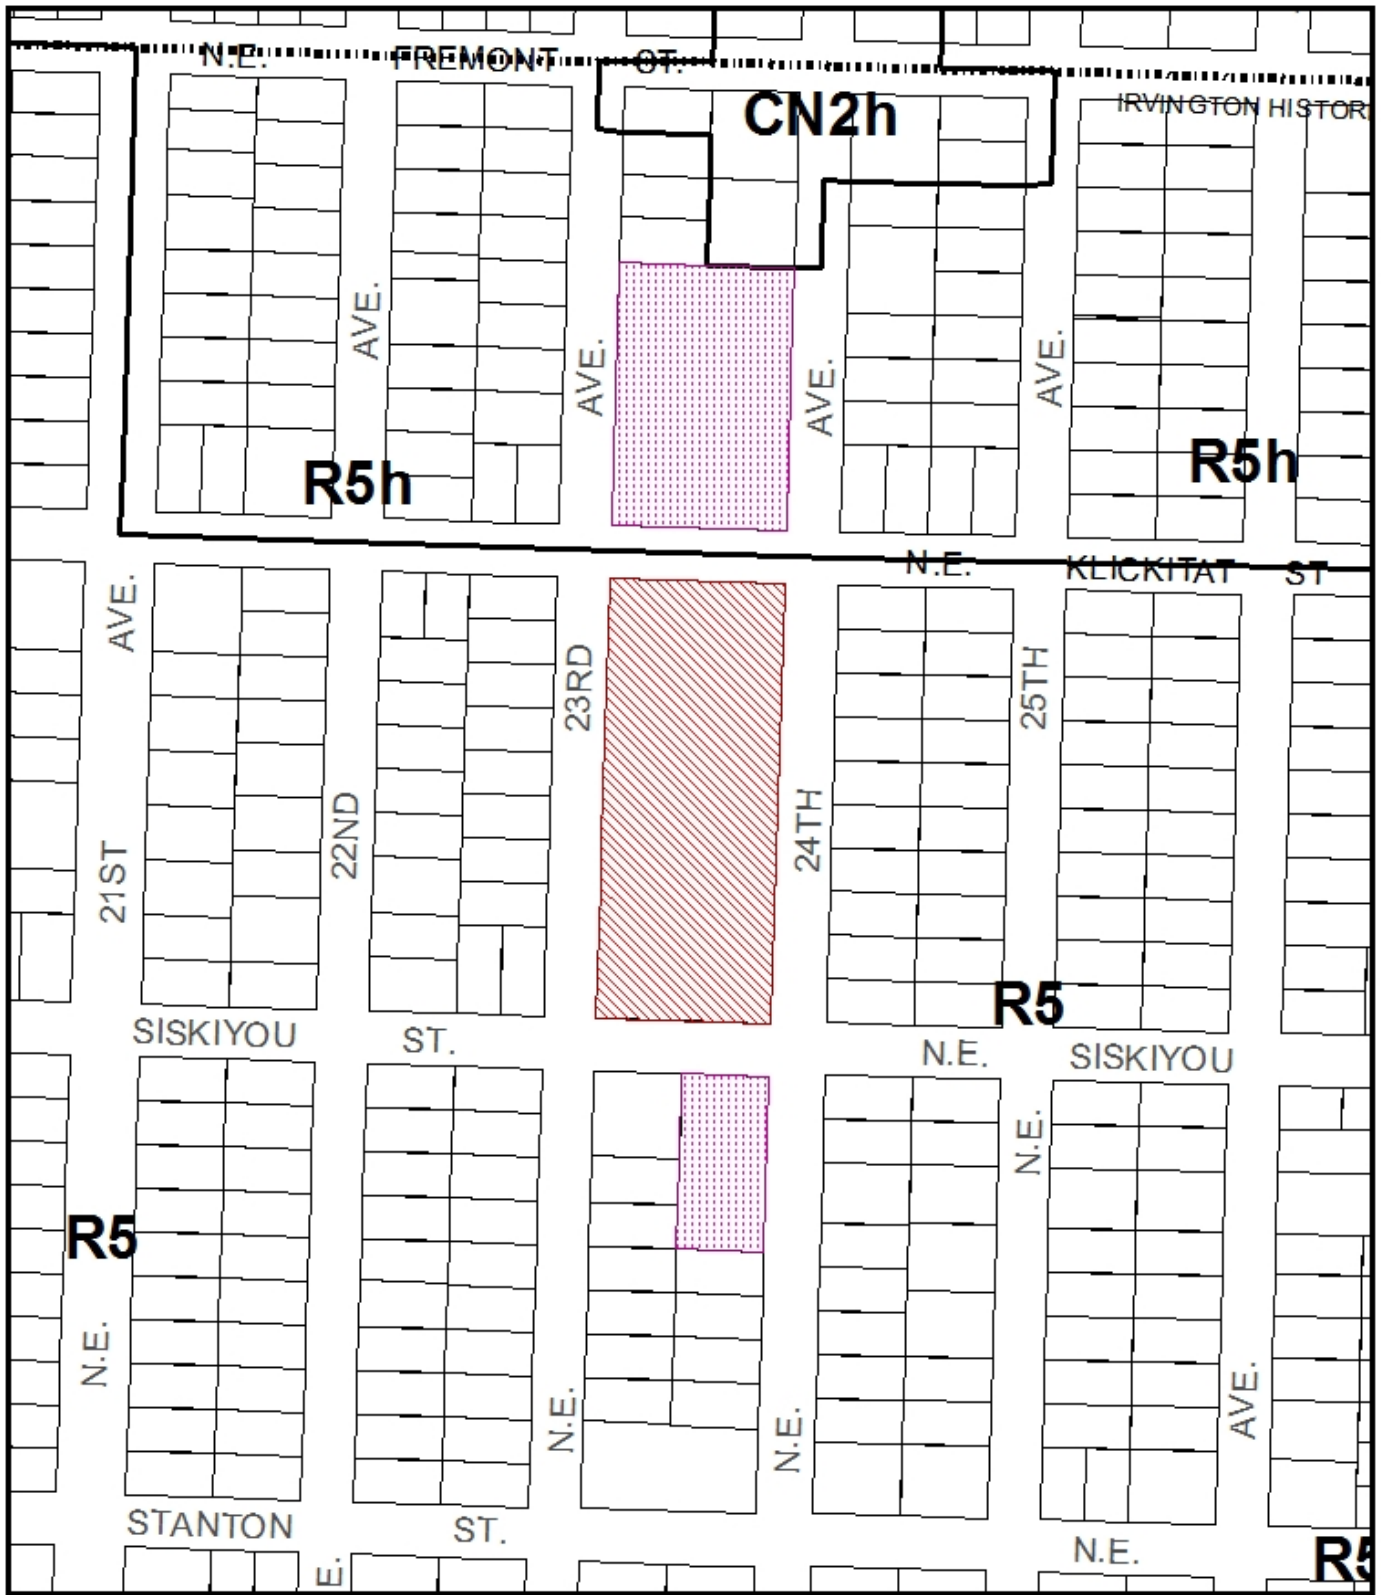 N.E. FREMONT ST.
IRVINGTON HISTORI
CN2h
AVE.
AVE.
AVE.
AVE.
R5h
R5h
N.E. KLICKITAT ST
AVE.
23RD
25TH
22ND
24TH
21ST
R5
SISKIYOU ST.
N.E. SISKIYOU
N.E.
R5
N.E.
N.E.
N.E.
AVE.
STANTON ST.
N.E.
R5
E.